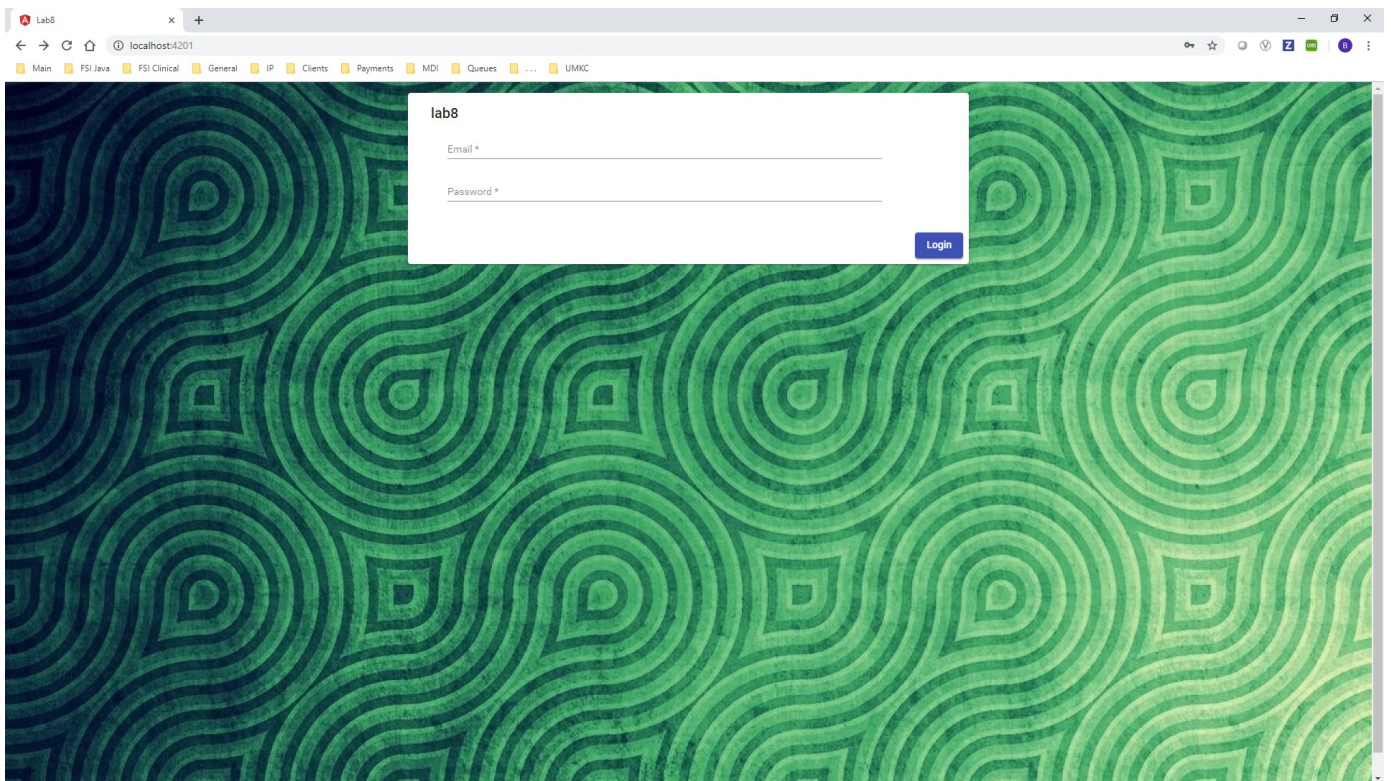 Lab8
localhost:4201
Main FSI Java FSI Clinical General IP Clients Payments MDI Queues ... UMKC
lab8
Email *
Password *
Login